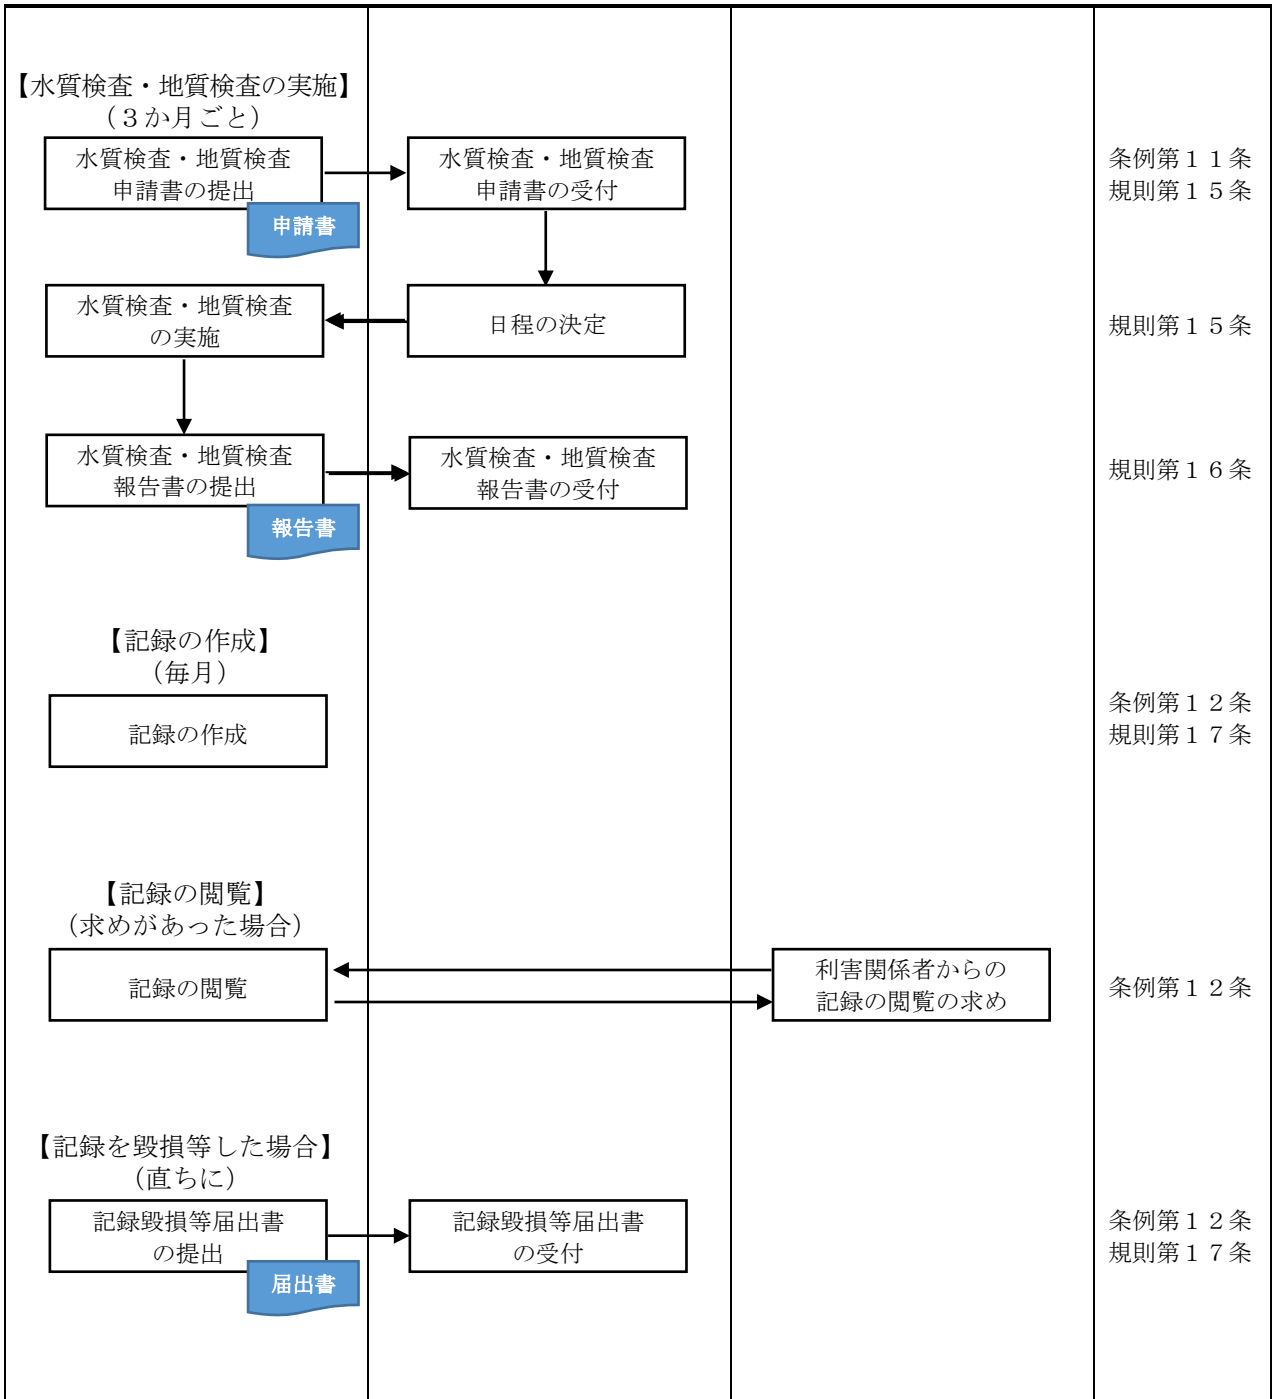 【水質検査・地質検査の実施】
（３か月ごと）
水質検査・地質検査
申請書の提出
申請書
水質検査・地質検査
申請書の受付
条例第１１条
規則第１５条
水質検査・地質検査
の実施
日程の決定
規則第１５条
水質検査・地質検査
報告書の提出
報告書
水質検査・地質検査
報告書の受付
規則第１６条
【記録の作成】
（毎月）
記録の作成
条例第１２条
規則第１７条
【記録の閲覧】
（求めがあった場合）
記録の閲覧
利害関係者からの
記録の閲覧の求め
条例第１２条
【記録を毀損等した場合】
（直ちに）
記録毀損等届出書
の提出
届出書
記録毀損等届出書
の受付
条例第１２条
規則第１７条